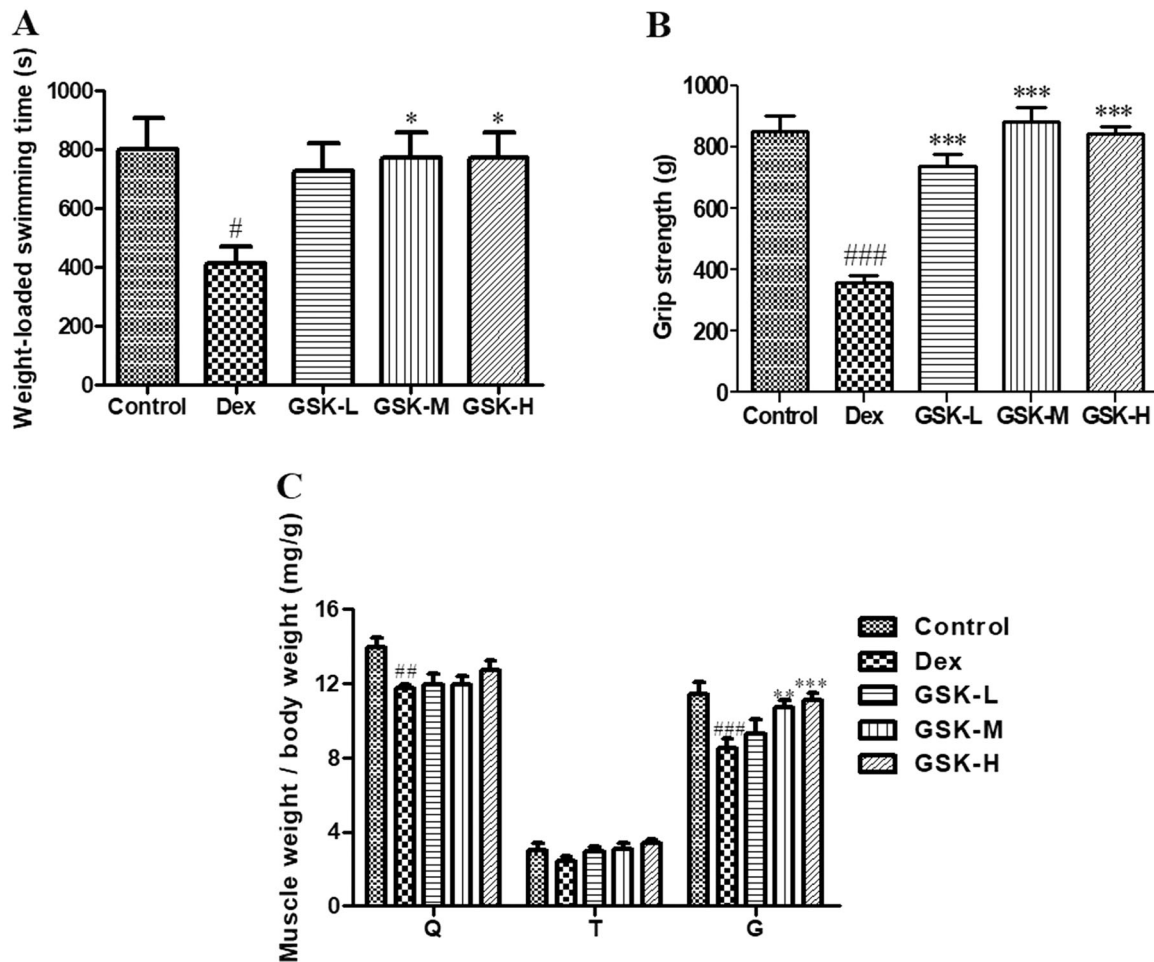 A
Weight-loaded swimming time (s)
1000
800
600
400
200
0
#
*
*
Control Dex GSK-L GSK-M GSK-H
B
Grip strength (g)
1000
800
600
400
200
0
###
***
***
***
Control Dex GSK-L GSK-M GSK-H
C
Muscle weight / body weight (mg/g)
16
12
8
4
0
##
###
**
***
Q T G
Control
Dex
GSK-L
GSK-M
GSK-H